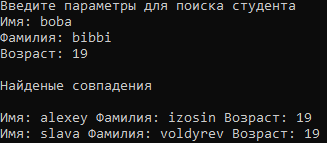 Введите параметры для поиска студента
Имя: boba
Фамилия: bibbi
Возраст: 19
Найденые совпадения
Имя: alexey Фамилия: izosin Возраст: 19
Имя: slava Фамилия: voldyrev Возраст: 19